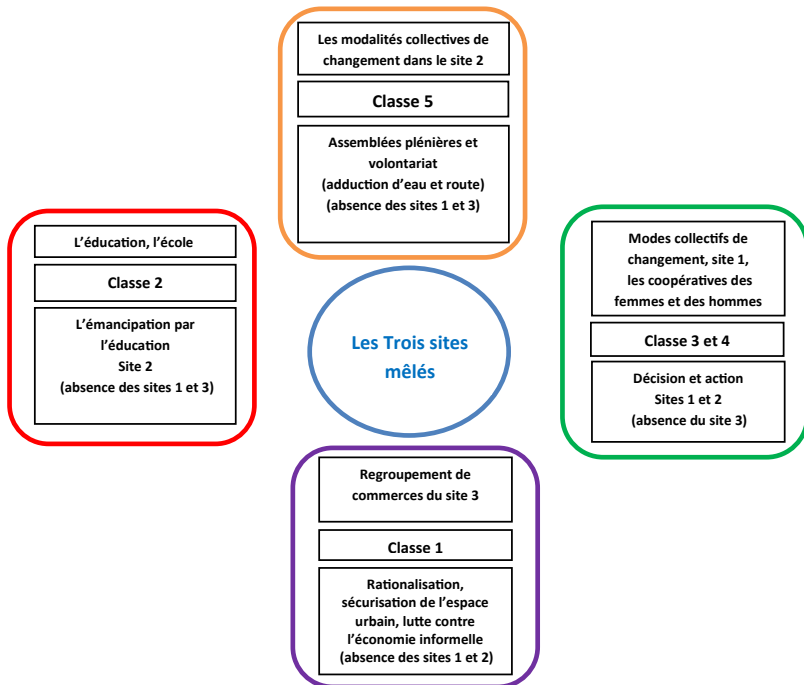 Les modalités collectives de
changement dans le site 2
Classe 5
Assemblées plénières et
volontariat
(adduction d’eau et route)
(absence des sites 1 et 3)
L’éducation, l’école
Classe 2
L’émancipation par
l’éducation
Site 2
(absence des sites 1 et 3)
Les Trois sites
mêlés
Modes collectifs de
changement, site 1,
les coopératives des
femmes et des hommes
Classe 3 et 4
Décision et action
Sites 1 et 2
(absence du site 3)
Regroupement de
commerces du site 3
Classe 1
Rationalisation,
sécurisation de l’espace
urbain, lutte contre
l’économie informelle
(absence des sites 1 et 2)